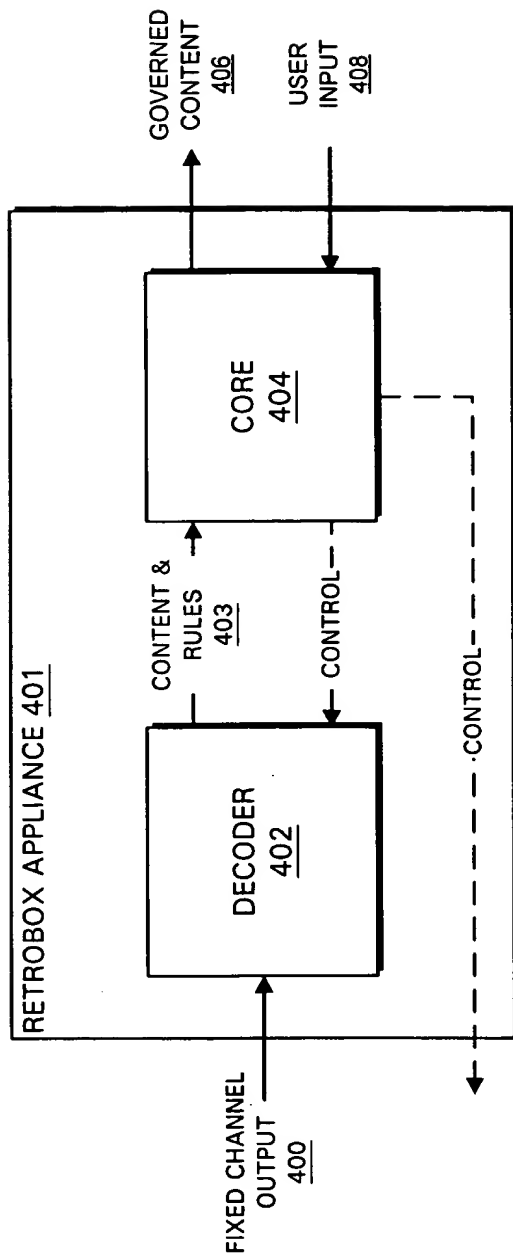 RETROBOX APPLIANCE 401
FIXED CHANNEL
OUTPUT
400
DECODER
402
CONTENT &
RULES
403
CONTROL
CORE
404
GOVERNED
CONTENT
406
USER
INPUT
408
CONTROL